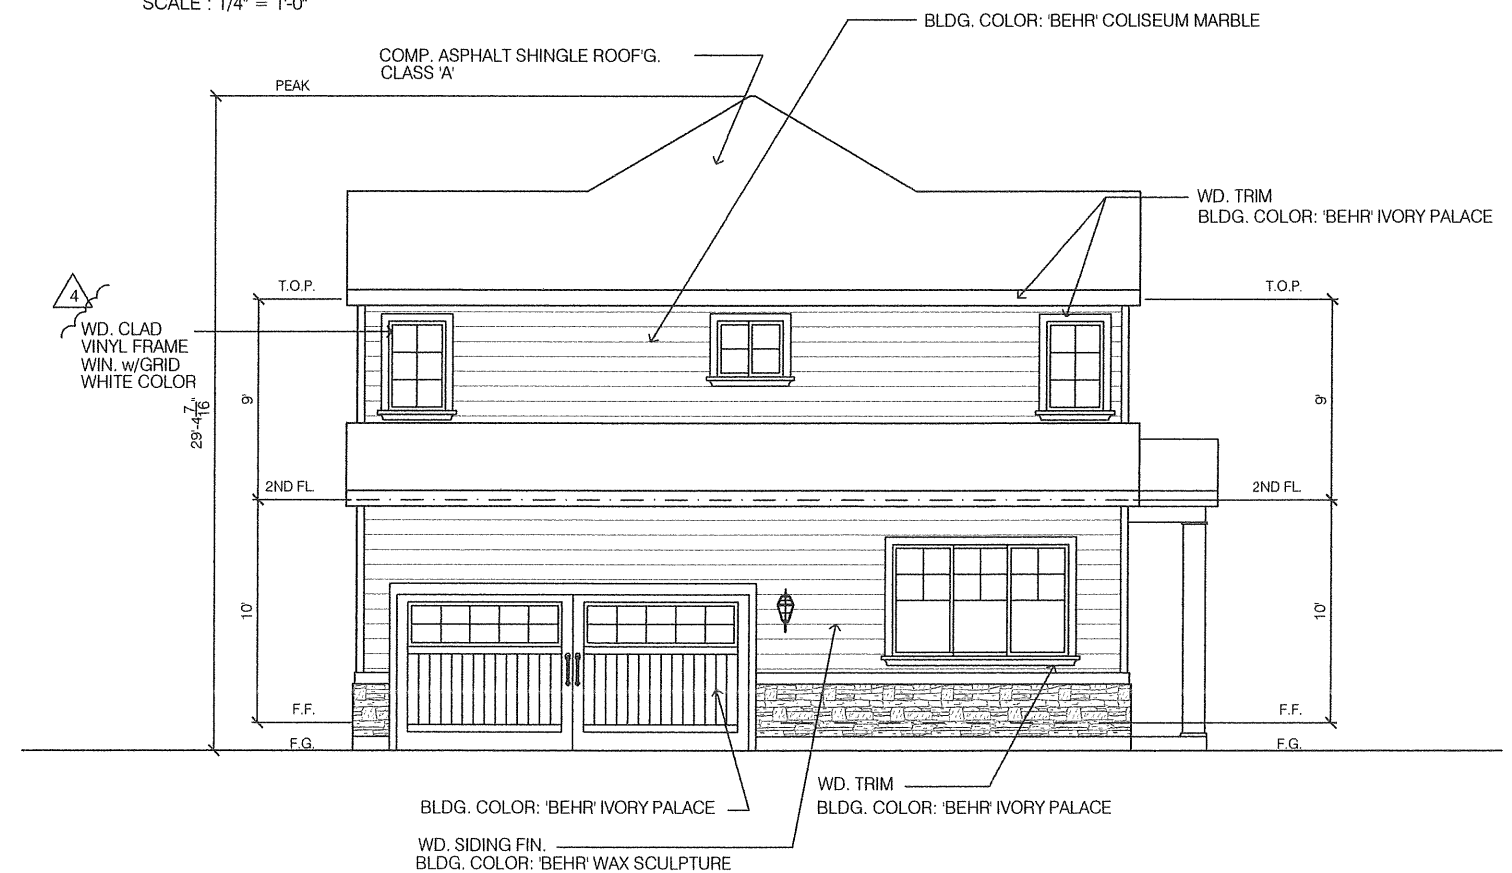 SCALE : 1/4" = 1'-0"
BLDG. COLOR: 'BEHR' COLISEUM MARBLE
COMP. ASPHALT SHINGLE ROOF'G.
CLASS 'A'
PEAK
WD. TRIM
BLDG. COLOR: 'BEHR' IVORY PALACE
T.O.P.
T.O.P.
4
WD. CLAD
VINYL FRAME
WIN. w/GRID
WHITE COLOR
29'-4 7/16"
9'
9'
2ND FL.
2ND FL.
10'
10'
F.F.
F.F.
F.G.
F.G.
WD. TRIM
BLDG. COLOR: 'BEHR' IVORY PALACE
BLDG. COLOR: 'BEHR' IVORY PALACE
WD. SIDING FIN.
BLDG. COLOR: 'BEHR' WAX SCULPTURE